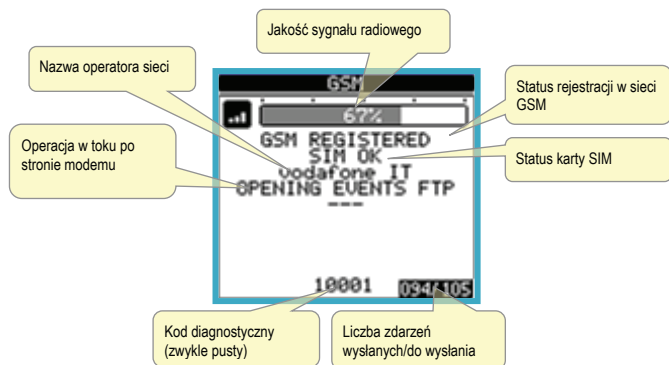 Jakość sygnału radiowego
Nazwa operatora sieci
GSM
Status rejestracji w sieci
GSM
67%
GSM REGISTERED
SIM OK
Operacja w toku po
stronie modemu
Status karty SIM
vodafone IT
OPENING EVENTS FTP
---
10001
094/105
Kod diagnostyczny
(zwykle pusty)
Liczba zdarzeń
wysłanych/do wysłania